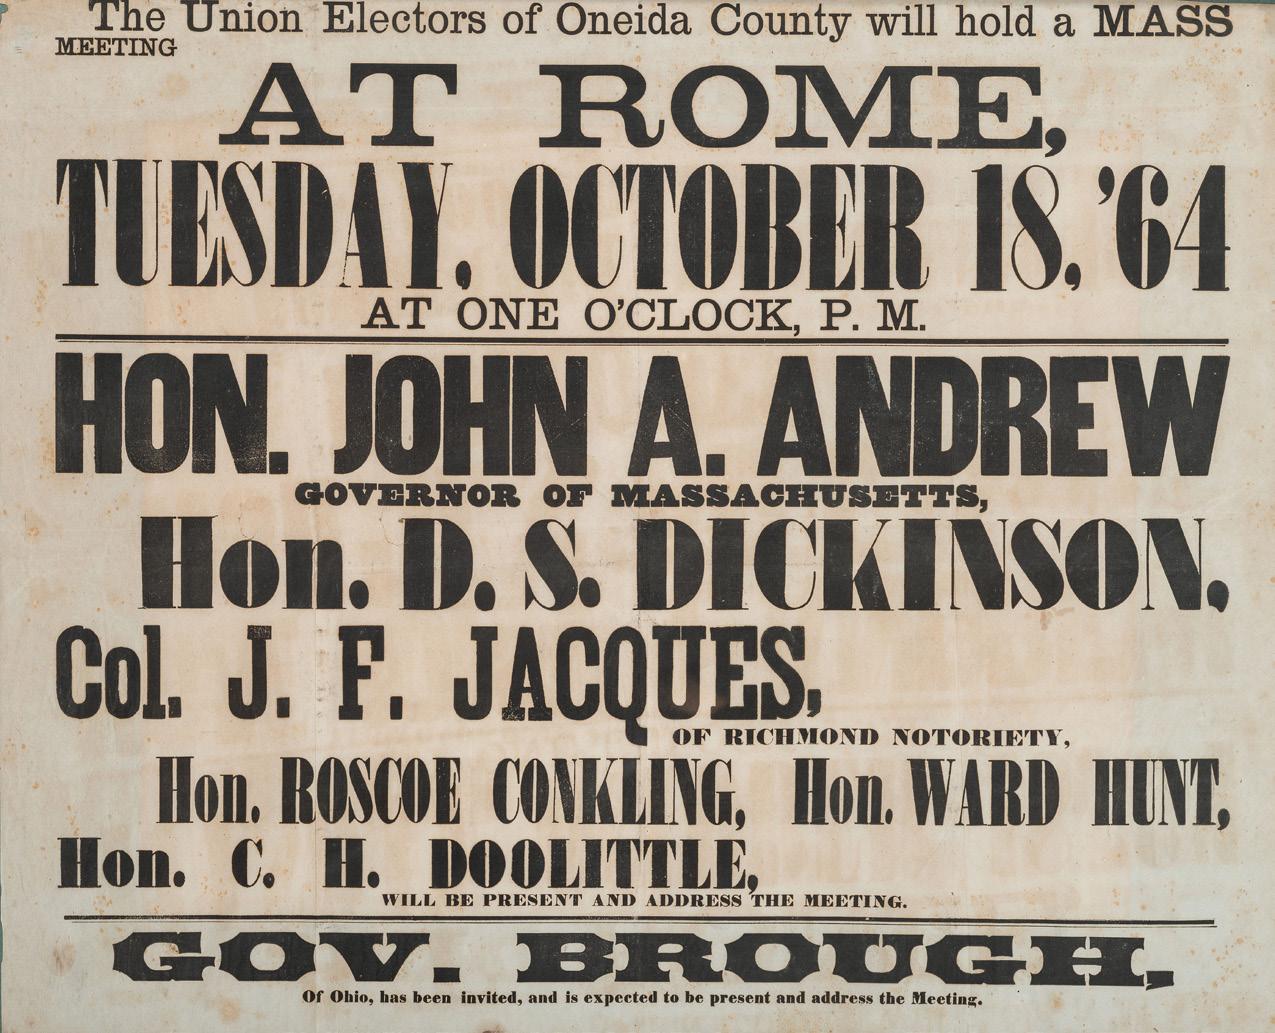 The Union Electors of Oneida County will hold a MASS
MEETING
AT ROME,
TUESDAY, OCTOBER 18, '64
AT ONE O'CLOCK, P. M.
HON. JOHN A. ANDREW
GOVERNOR OF MASSACHUSETTS,
Hon. D. S. DICKINSON,
Col. J. F. JACQUES,
OF RICHMOND NOTORIETY,
Hon. ROSCOE CONKLING, Hon. WARD HUNT,
Hon. C. H. DOOLITTLE,
WILL BE PRESENT AND ADDRESS THE MEETING.
GOV. BROUGH,
Of Ohio, has been invited, and is expected to be present and address the Meeting.